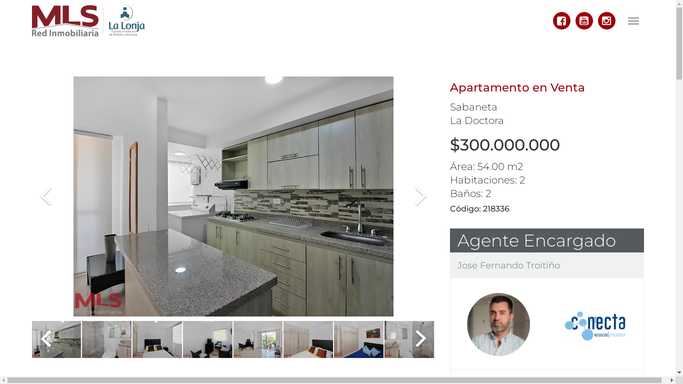 MLS
Red Inmobiliaria
La Lonja
Apartamento en Venta
Sabaneta
La Doctora
$300.000.000
Área: 54.00 m2
Habitaciones: 2
Baños: 2
Código: 218336
MLS
Agente Encargado
Jose Fernando Troitiño
conecta